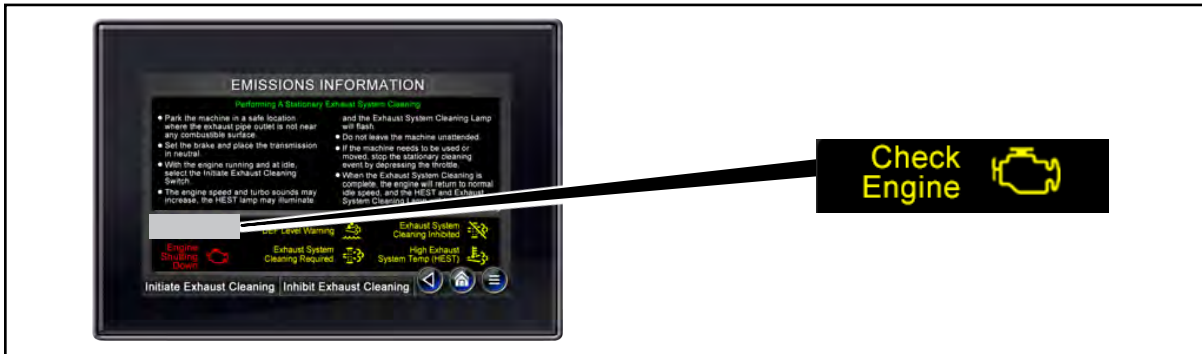 EMISSIONS INFORMATION
Performing A Stationary Exhaust System Cleaning
Park the machine in a safe location
where the exhaust pipe outlet is not near
any combustible surface.
Set the brake and place the transmission
in neutral.
With the engine running and at idle,
select the Initiate Exhaust Cleaning
Switch.
The engine speed and turbo sounds may
increase, the HEST lamp may illuminate
and the Exhaust System Cleaning Lamp
will flash.
Do not leave the machine unattended.
If the machine needs to be used or
moved, stop the stationary cleaning
event by depressing the throttle.
When the Exhaust System Cleaning is
complete, the engine will return to normal
idle speed, and the HEST and Exhaust
System Cleaning
DEF Level Warning
Exhaust System
Cleaning Inhibited
Engine
Shutting
Down
Exhaust System
Cleaning Required
High Exhaust
System Temp (HEST)
Initiate Exhaust Cleaning
Inhibit Exhaust Cleaning
Check
Engine